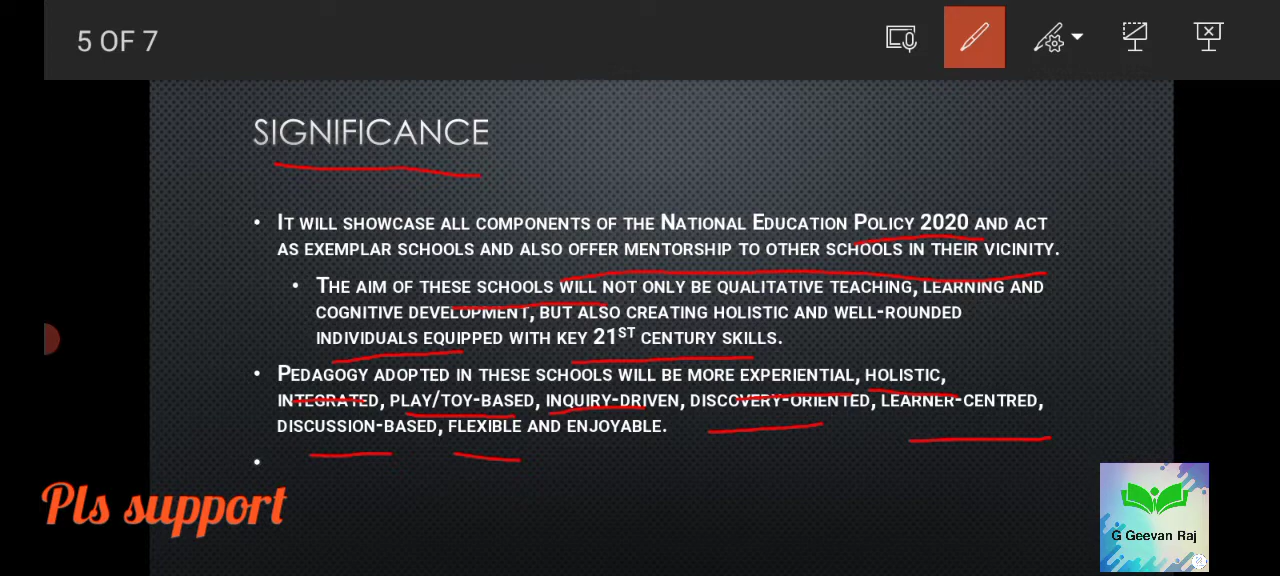 5 OF 7
SIGNIFICANCE
• IT WILL SHOWCASE ALL COMPONENTS OF THE NATIONAL EDUCATION POLICY 2020 AND ACT
AS EXEMPLAR SCHOOLS AND ALSO OFFER MENTORSHIP TO OTHER SCHOOLS IN THEIR VICINITY.
• THE AIM OF THESE SCHOOLS WILL NOT ONLY BE QUALITATIVE TEACHING, LEARNING AND
COGNITIVE DEVELOPMENT, BUT ALSO CREATING HOLISTIC AND WELL-ROUNDED
INDIVIDUALS EQUIPPED WITH KEY 21ST CENTURY SKILLS.
• PEDAGOGY ADOPTED IN THESE SCHOOLS WILL BE MORE EXPERIENTIAL, HOLISTIC,
INTEGRATED, PLAY/TOY-BASED, INQUIRY-DRIVEN, DISCOVERY-ORIENTED, LEARNER-CENTRED,
DISCUSSION-BASED, FLEXIBLE AND ENJOYABLE.
•
Pls support
G Geevan Raj